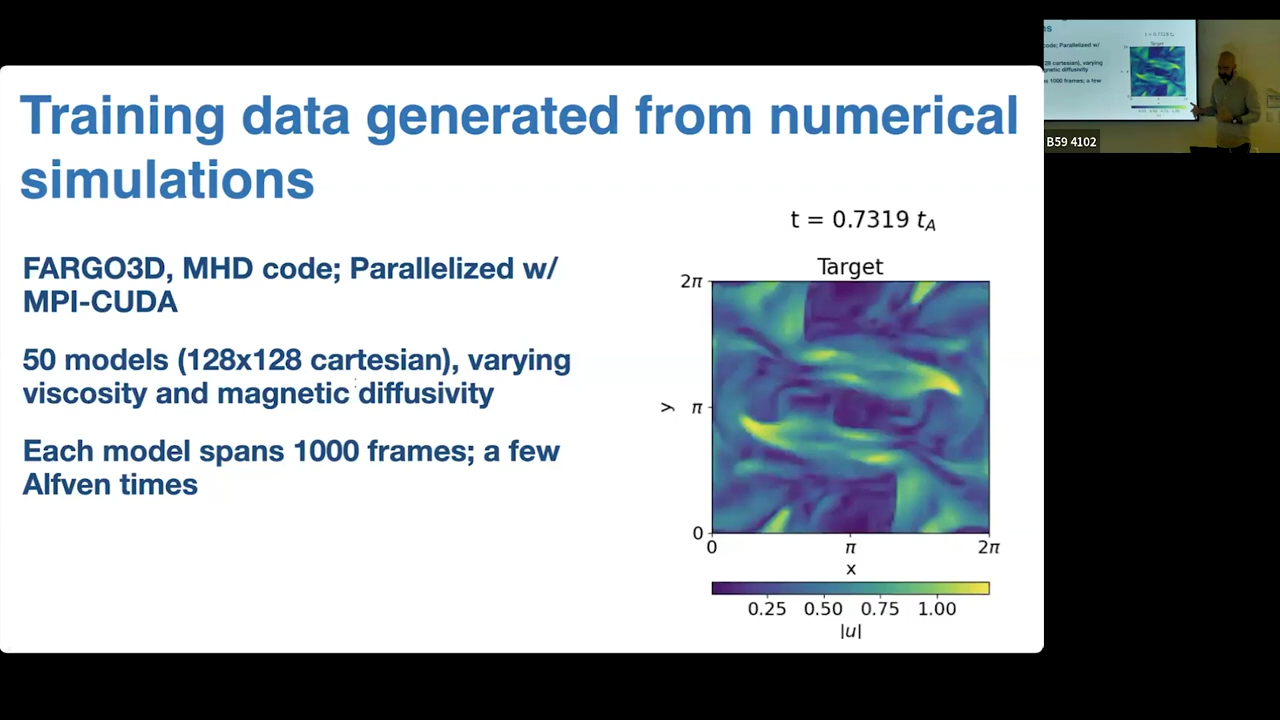 Training data generated from numerical
simulations
FARGO3D, MHD code; Parallelized w/
MPI-CUDA
50 models (128x128 cartesian), varying
viscosity and magnetic diffusivity
Each model spans 1000 frames; a few
Alfven times
t = 0.7319 t_A
Target
2π
y π
0
0 π 2π
x
0.25 0.50 0.75 1.00
|u|
B59 4102